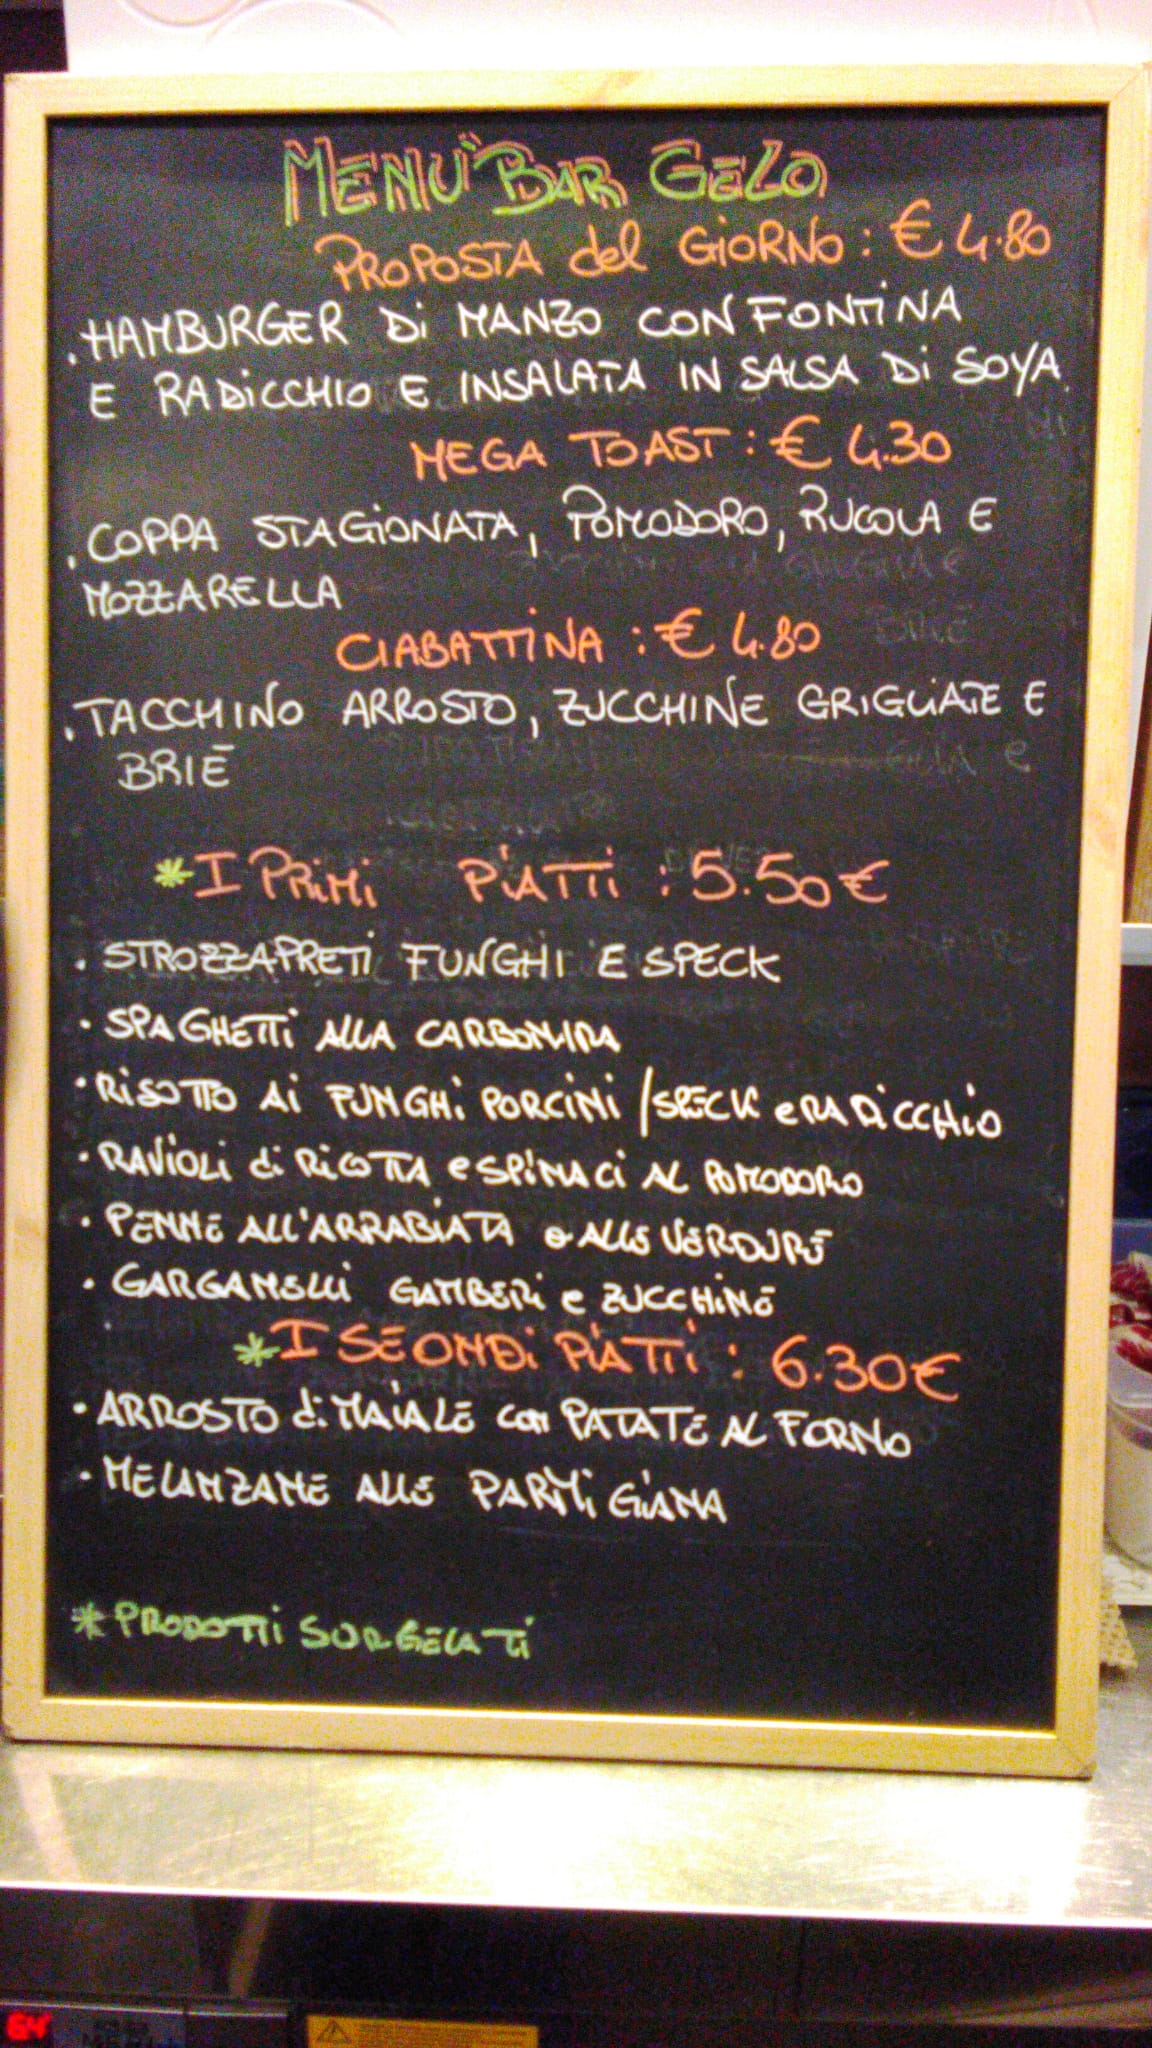 MENU "BAR GELO
PROPOSTA del GIORNO: € 4.80
. HAMBURGER Di MANZO CON FONTINA
E RADICCHIO E INSALATA IN SALSA Di SOYA.
MEGA TOAST: € 4.30
. COPPA STAGIONATA, POMODORO, RUCOLA E
MOZZARELLA
CIABATTINA: € 4.80
. TACCHINO ARROSTO, ZUCCHINE GRIGLIATE E
BRIE
* I PRIMI PIATTI: 5.50 €
. STROZZAPRETI FUNGHI E SPECK
. SPAGHETTI ALLA CARBONARA
. RISOTTO AI FUNGHI PORCINI / SPECK e RADICCHIO
. RAVIOLI di RICOTTA e SPINACI AL POMODORO
. PENNE ALL'ARRABIATA o ALLE VERDURE
. GARGANELLI GAMBERI e ZUCCHINE
* I SEONDI PIATTI: 6.30 €
. ARROSTO di MAIALE con PATATE AL FORNO
. MELANZANE ALLE PARMIGIANA
* PRODOTTI SURGELATI